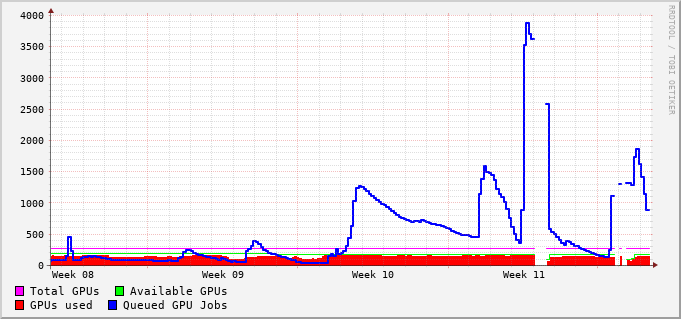 4000
3500
3000
2500
2000
1500
1000
500
0
Week 08 Week 09 Week 10 Week 11
Total GPUs Available GPUs
GPUs used Queued GPU Jobs
RRDTOOL / TOBI OETIKER